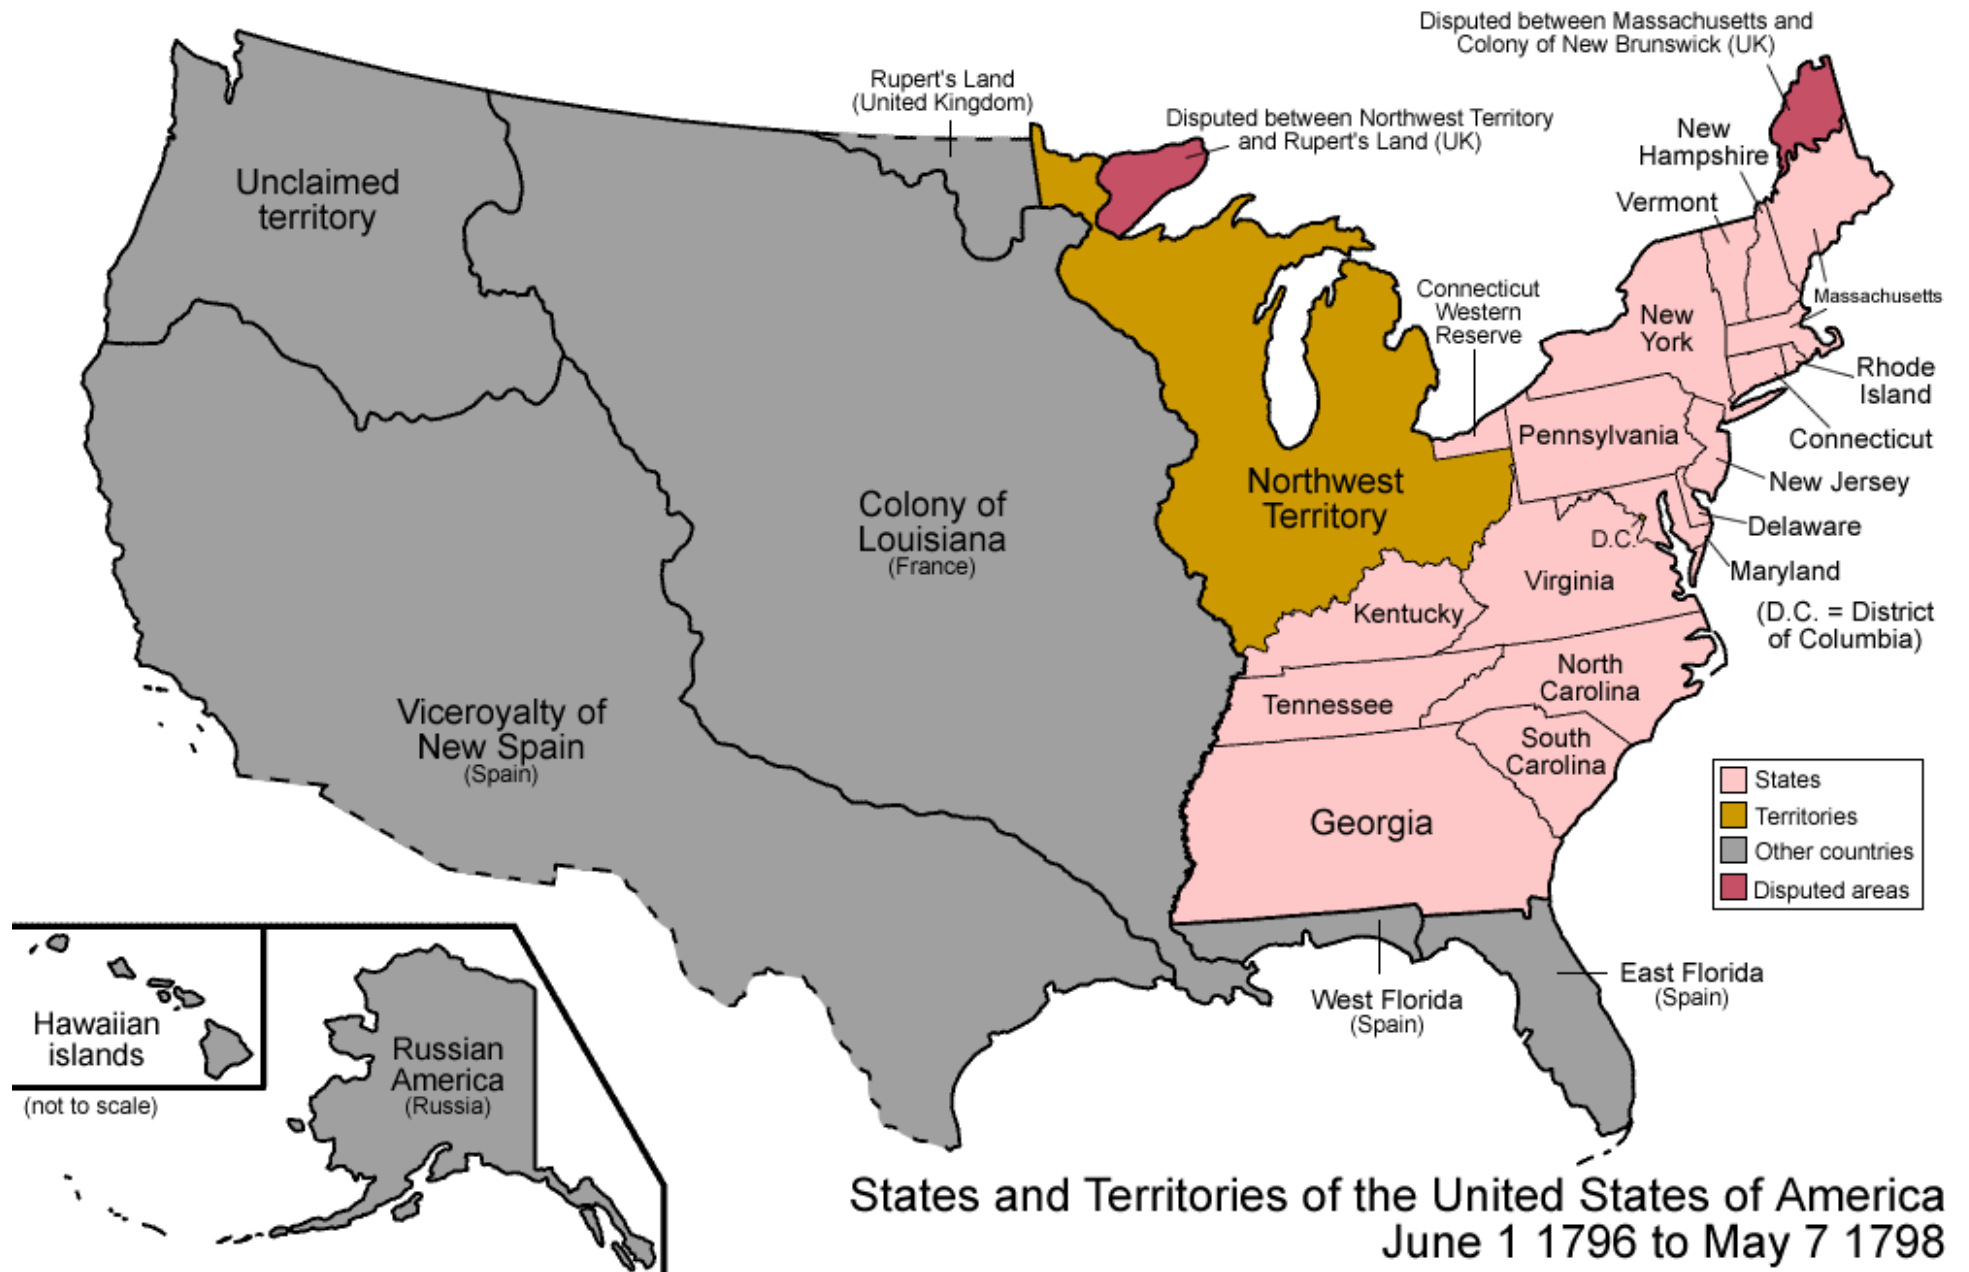 Disputed between Massachusetts and
Colony of New Brunswick (UK)
Rupert's Land
(United Kingdom)
Disputed between Northwest Territory
and Rupert's Land (UK)
New
Hampshire
Vermont
Unclaimed
territory
Connecticut
Western
Reserve
Massachusetts
New
York
Rhode
Island
Pennsylvania
Connecticut
New Jersey
Northwest
Territory
Colony of
Louisiana
(France)
Delaware
D.C.
Maryland
Virginia
Kentucky
(D.C. = District
of Columbia)
North
Carolina
Tennessee
Viceroyalty of
New Spain
(Spain)
South
Carolina
Georgia
States
Territories
Other countries
Disputed areas
East Florida
(Spain)
West Florida
(Spain)
Hawaiian
islands
(not to scale)
Russian
America
(Russia)
States and Territories of the United States of America
June 1 1796 to May 7 1798